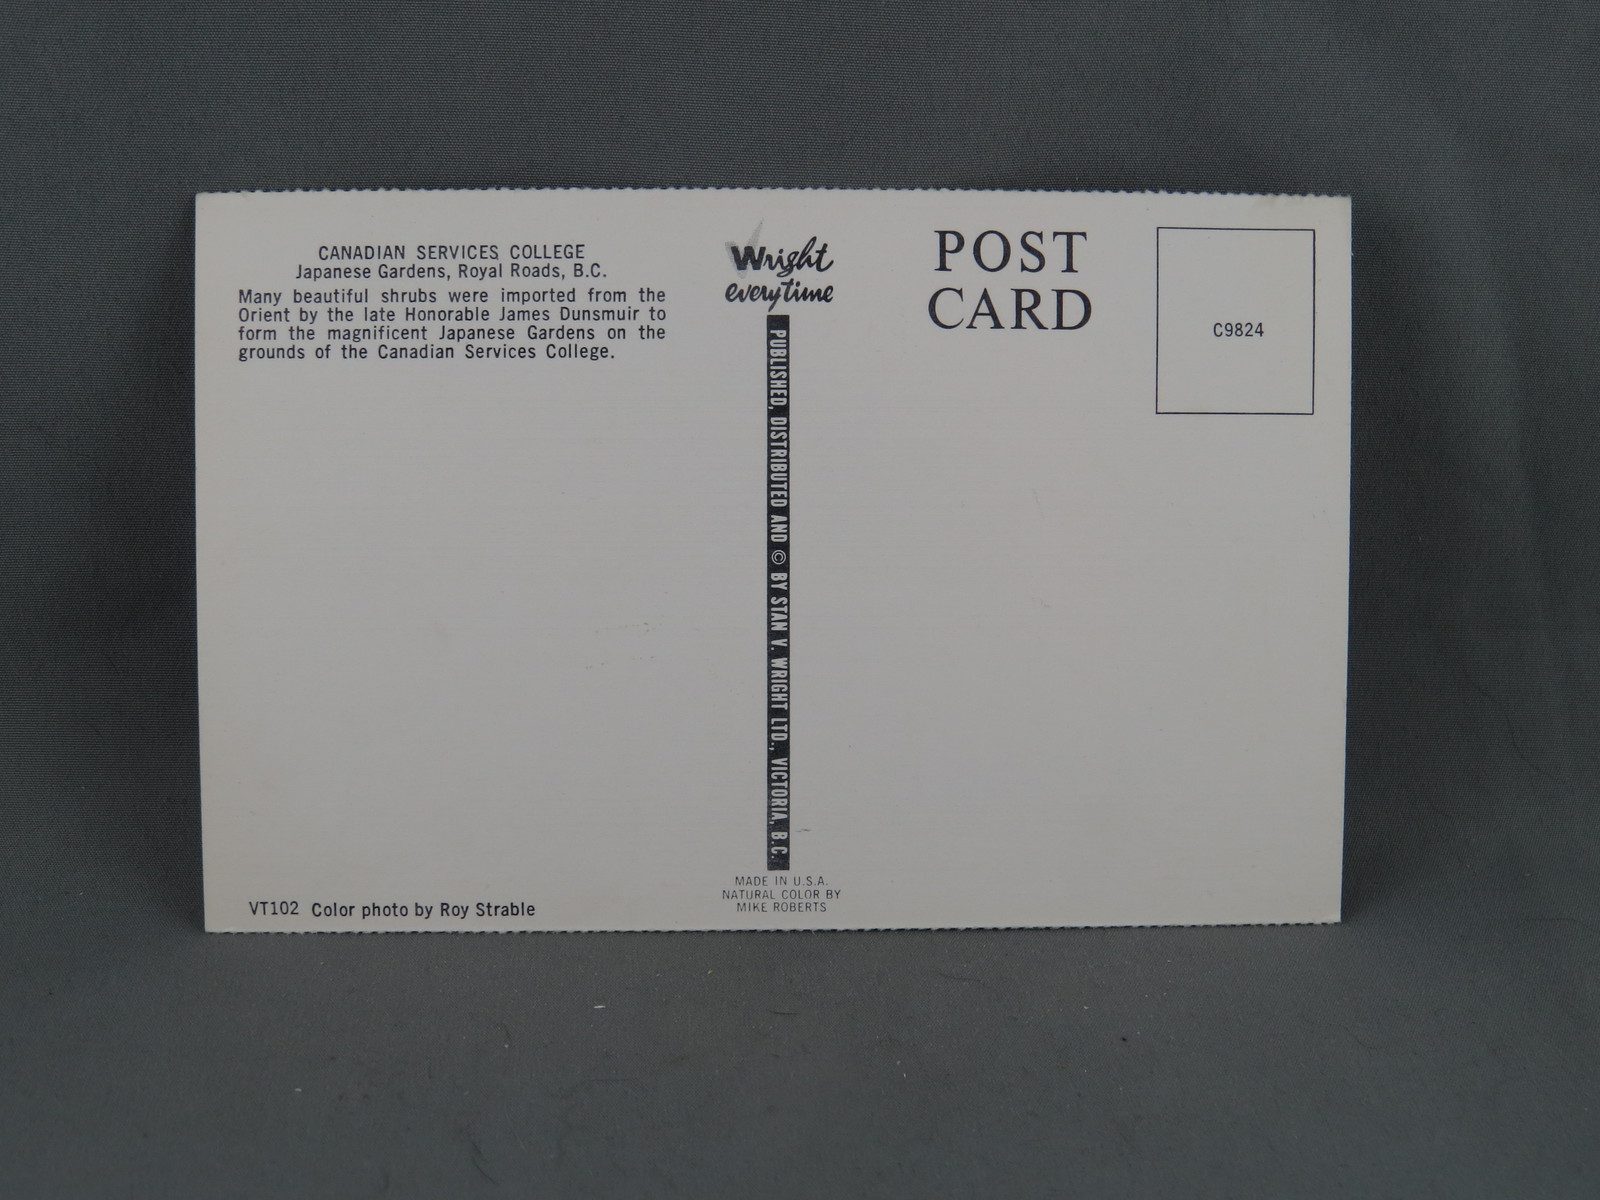 CANADIAN SERVICES COLLEGE
Japanese Gardens, Royal Roads, B.C.
Many beautiful shrubs were imported from the
Orient by the late Honorable James Dunsmuir to
form the magnificent Japanese Gardens on the
grounds of the Canadian Services College.
VT102 Color photo by Roy Strable
Wright
everytime
PUBLISHED, DISTRIBUTED AND © BY STAN V. WRIGHT LTD., VICTORIA, B.C.
MADE IN U.S.A.
NATURAL COLOR BY
MIKE ROBERTS
POST
CARD
C9824